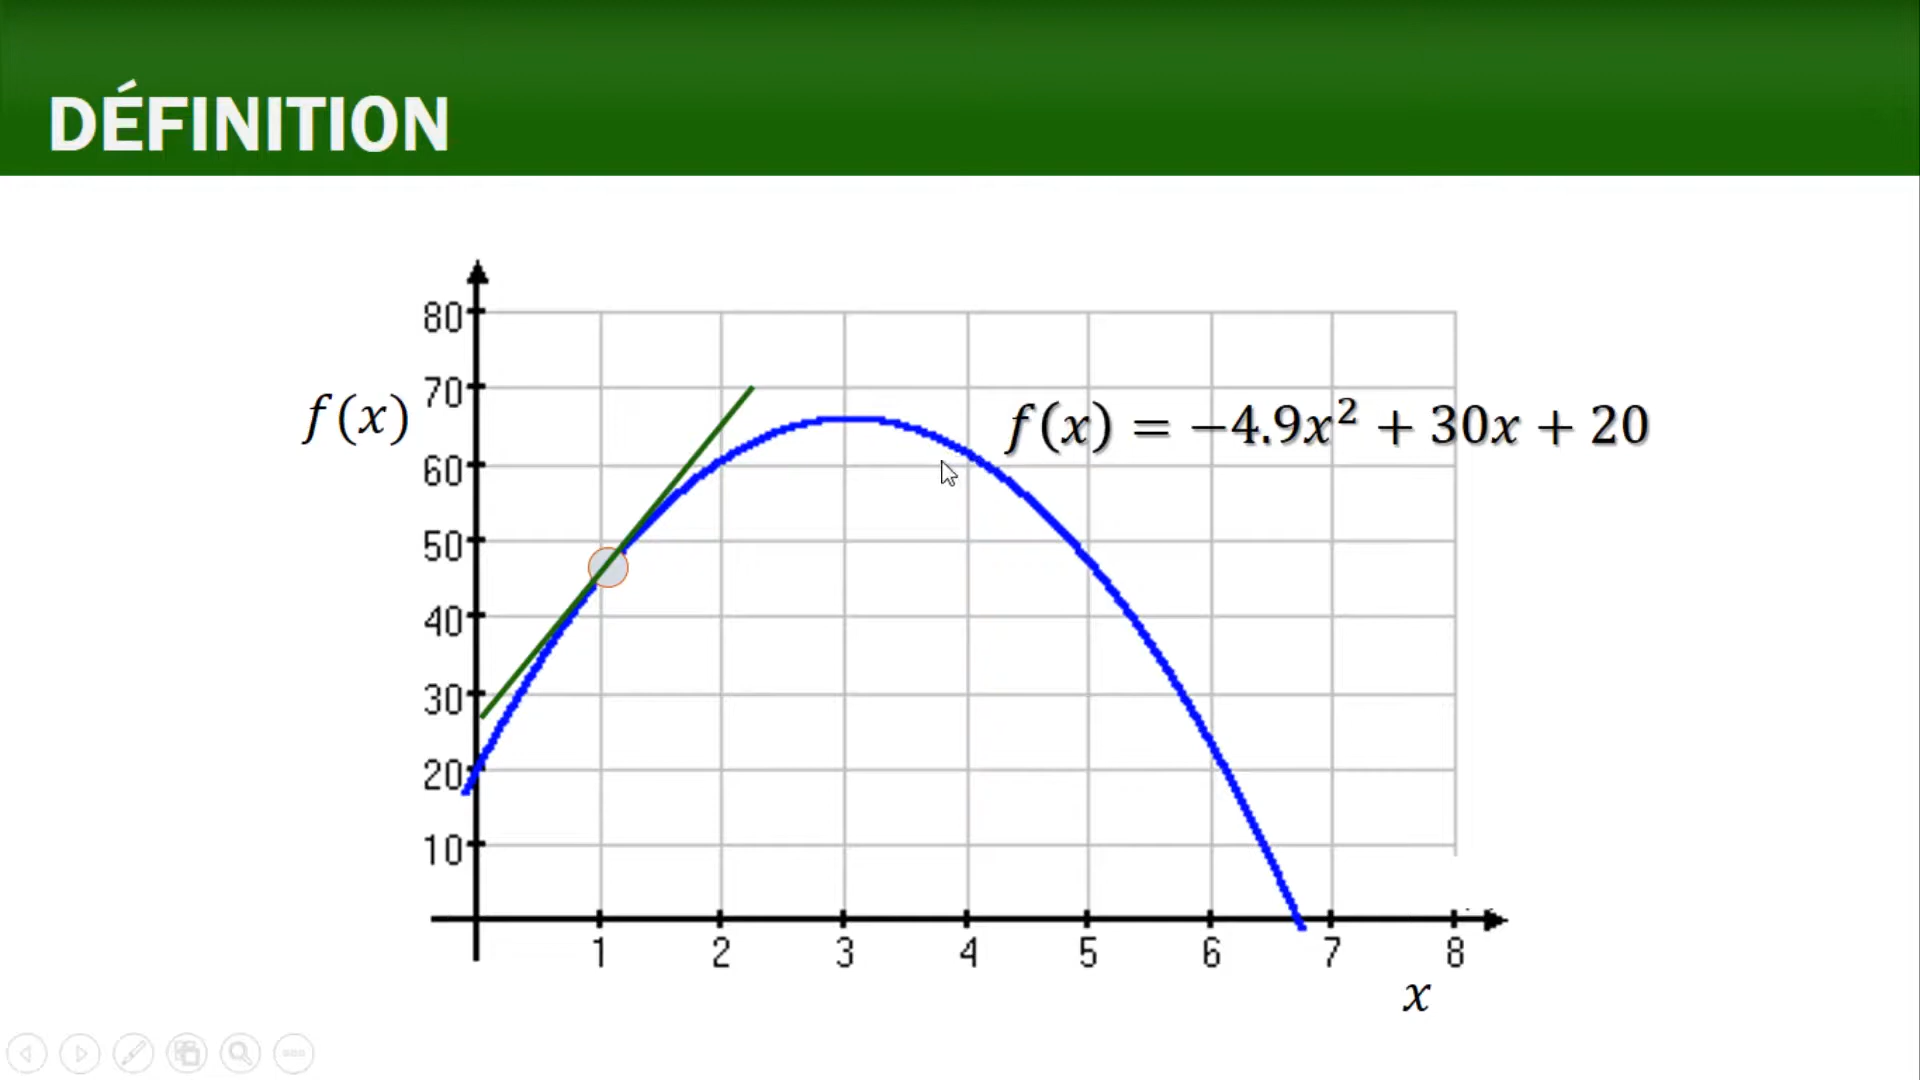 DÉFINITION
80
f(x)
70
f(x) = −4.9x² + 30x + 20
60
50
40
30
20
10
1 2 3 4 5 6 7 8
x